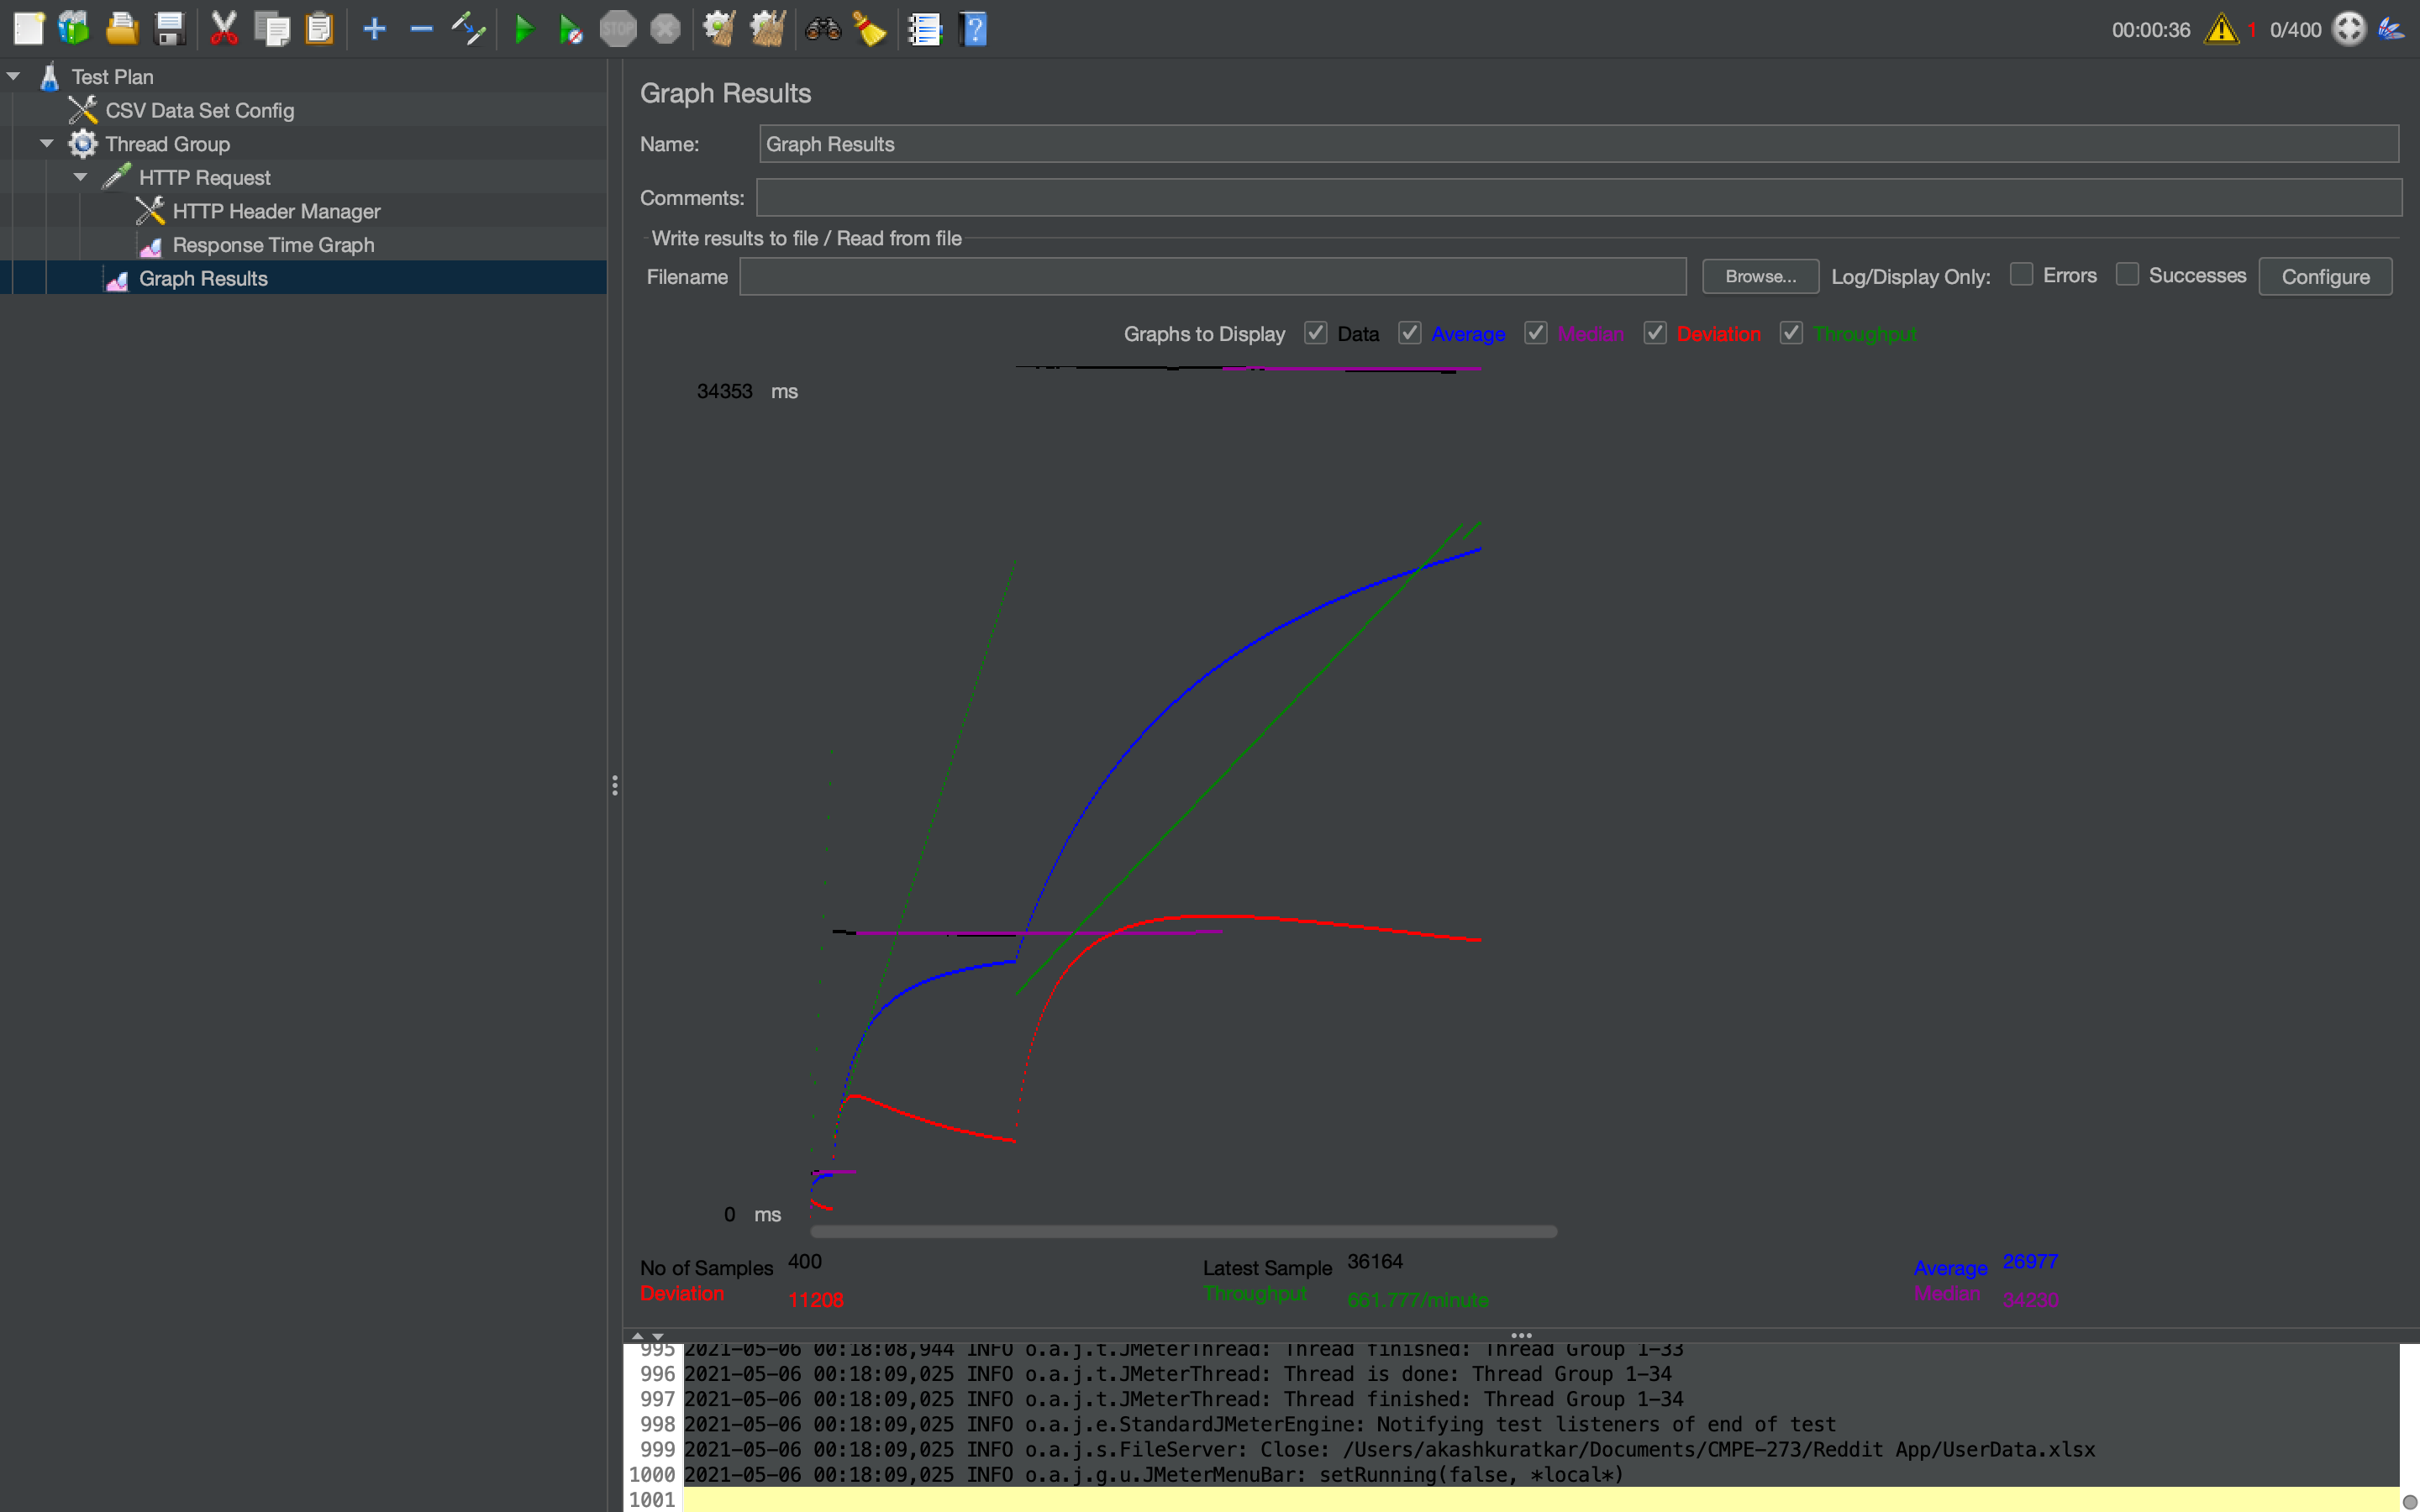 STOP
00:00:36 1 0/400
Test Plan
CSV Data Set Config
Thread Group
HTTP Request
HTTP Header Manager
Response Time Graph
Graph Results
Graph Results
Name: Graph Results
Comments:
Write results to file / Read from file
Filename Browse... Log/Display Only: Errors Successes Configure
Graphs to Display Data Average Median Deviation Throughput
34353 ms
0 ms
No of Samples 400 Latest Sample 36164 Average 26977
Deviation 11208 Throughput 661.777/minute Median 34230
995 2021-05-06 00:18:08,944 INFO o.a.j.t.JMeterThread: Thread finished: Thread Group 1-33
996 2021-05-06 00:18:09,025 INFO o.a.j.t.JMeterThread: Thread is done: Thread Group 1-34
997 2021-05-06 00:18:09,025 INFO o.a.j.t.JMeterThread: Thread finished: Thread Group 1-34
998 2021-05-06 00:18:09,025 INFO o.a.j.e.StandardJMeterEngine: Notifying test listeners of end of test
999 2021-05-06 00:18:09,025 INFO o.a.j.s.FileServer: Close: /Users/akashkuratkar/Documents/CMPE-273/Reddit App/UserData.xlsx
1000 2021-05-06 00:18:09,025 INFO o.a.j.g.u.JMeterMenuBar: setRunning(false, *local*)
1001